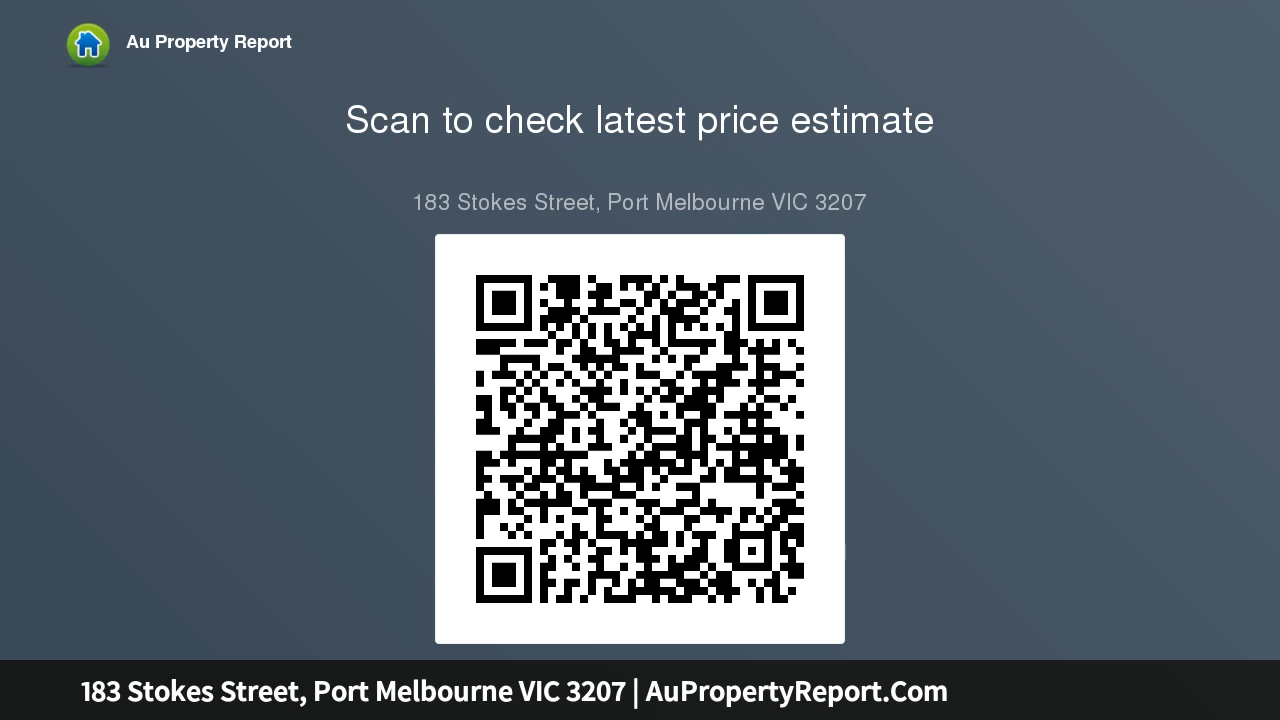 Au Property Report
Scan to check latest price estimate
183 Stokes Street, Port Melbourne VIC 3207
183 Stokes Street, Port Melbourne VIC 3207 | AuPropertyReport.Com